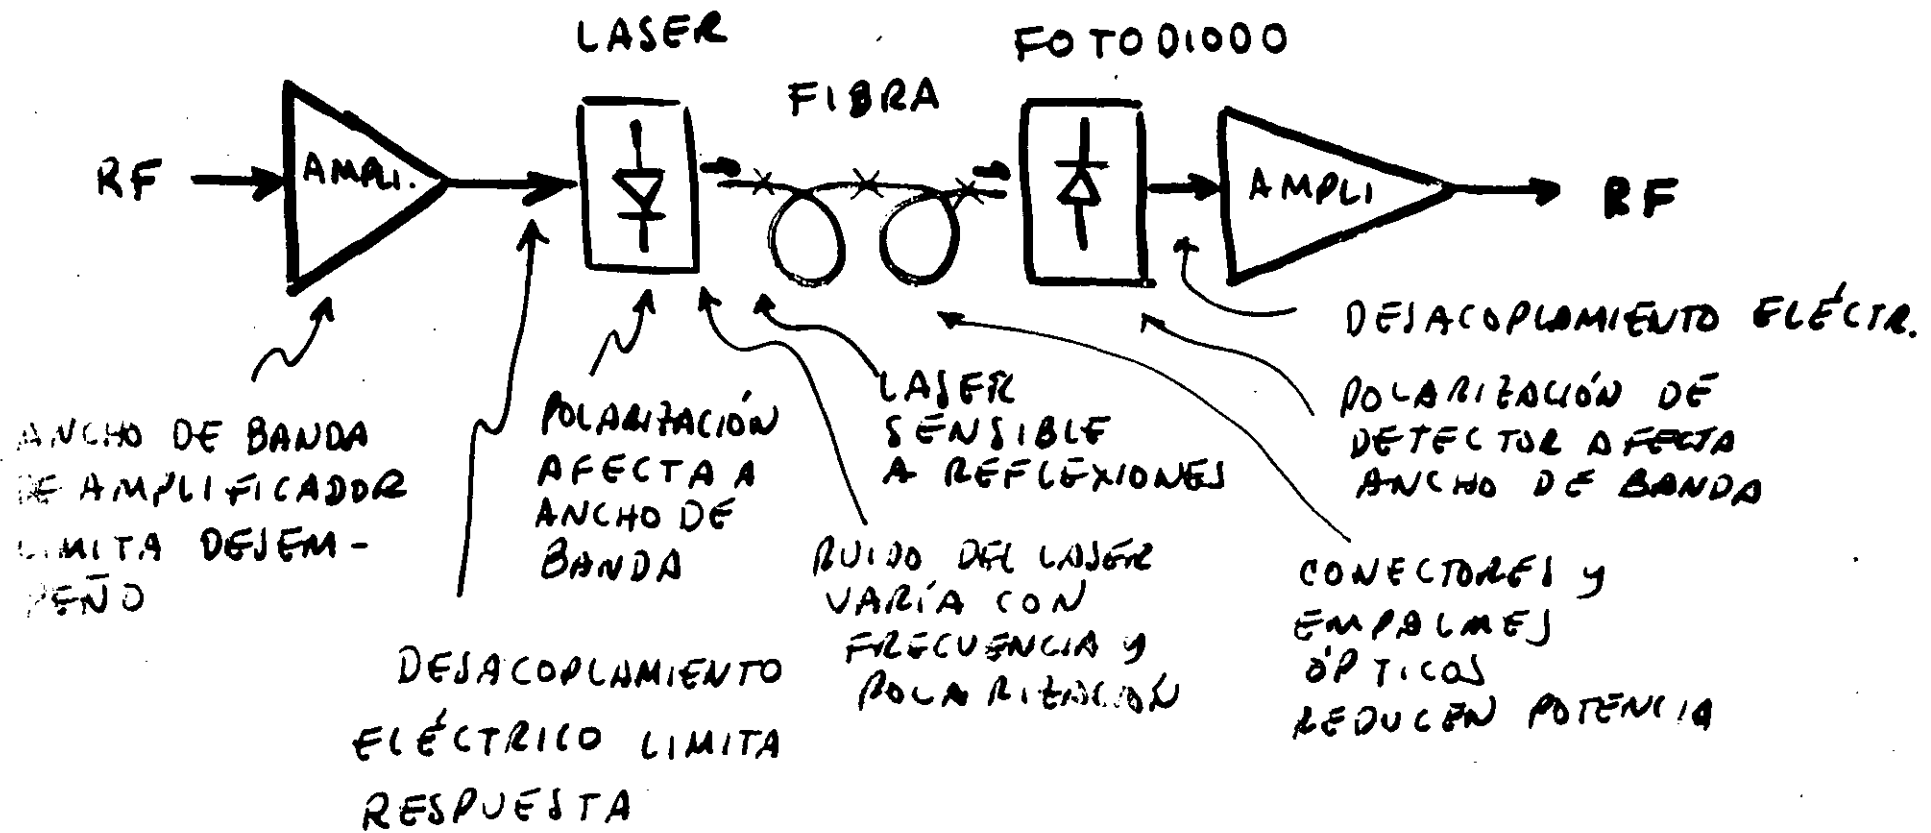 LASER
FIBRA
FOTODIODO
RF
AMPLI.
AMPLI
RF
ANCHO DE BANDA
DE AMPLIFICADOR
LIMITA DESEM-
PEÑO
DESACOPLAMIENTO
ELÉCTRICO LIMITA
RESPUESTA
POLARIZACIÓN
AFECTA A
ANCHO DE
BANDA
RUIDO DEL LASER
VARÍA CON
FRECUENCIA y
POLARIZACIÓN
LASER
SENSIBLE
A REFLEXIONES
CONECTORES y
EMPALMES
ÓPTICOS
REDUCEN POTENCIA
POLARIZACIÓN DE
DETECTOR AFECTA
ANCHO DE BANDA
DESACOPLAMIENTO ELÉCTR.